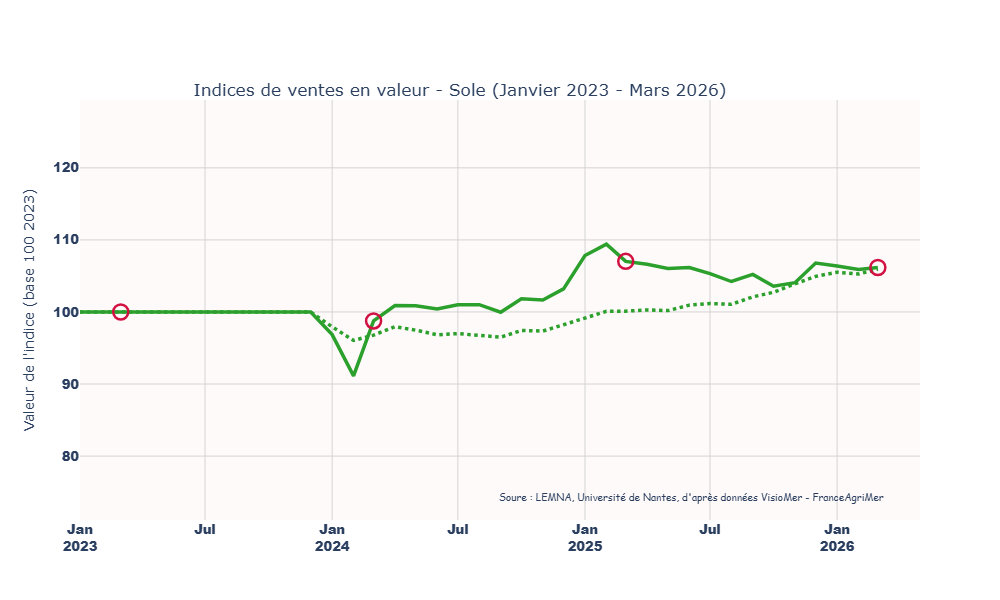 Indices de ventes en valeur - Sole (Janvier 2023 - Mars 2026)
Valeur de l'indice (base 100 2023)
120
110
100
90
80
Soure : LEMNA, Université de Nantes, d'après données VisioMer - FranceAgriMer
Jan Jul Jan Jul Jan Jul Jan
2023 2024 2025 2026